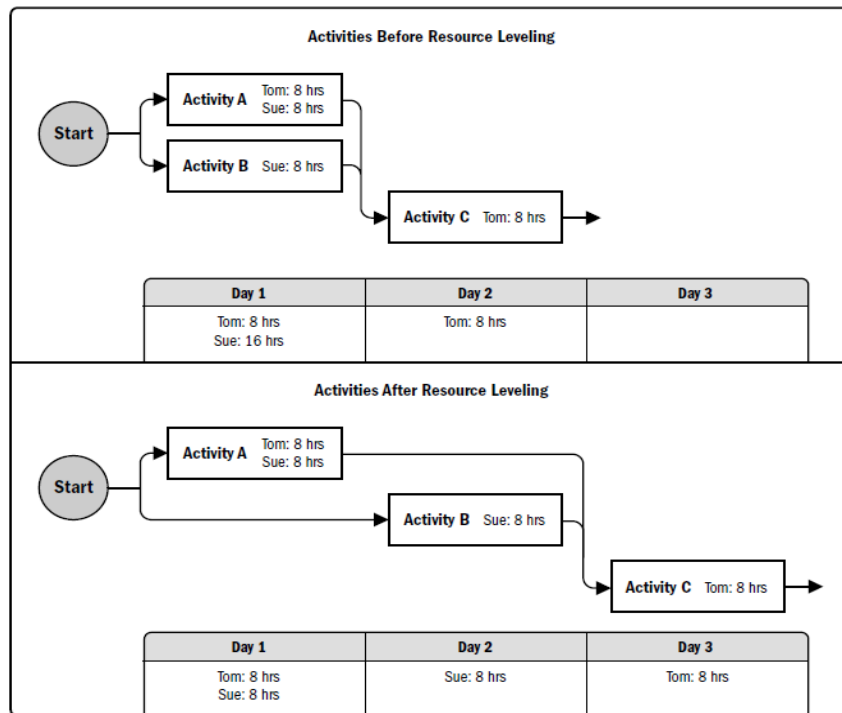 Activities Before Resource Leveling
Start
Activity A
Tom: 8 hrs
Sue: 8 hrs
Activity B Sue: 8 hrs
Activity C Tom: 8 hrs
Day 1 Day 2 Day 3
Tom: 8 hrs Tom: 8 hrs
Sue: 16 hrs
Activities After Resource Leveling
Start
Activity A
Tom: 8 hrs
Sue: 8 hrs
Activity B Sue: 8 hrs
Activity C Tom: 8 hrs
Day 1 Day 2 Day 3
Tom: 8 hrs Sue: 8 hrs Tom: 8 hrs
Sue: 8 hrs